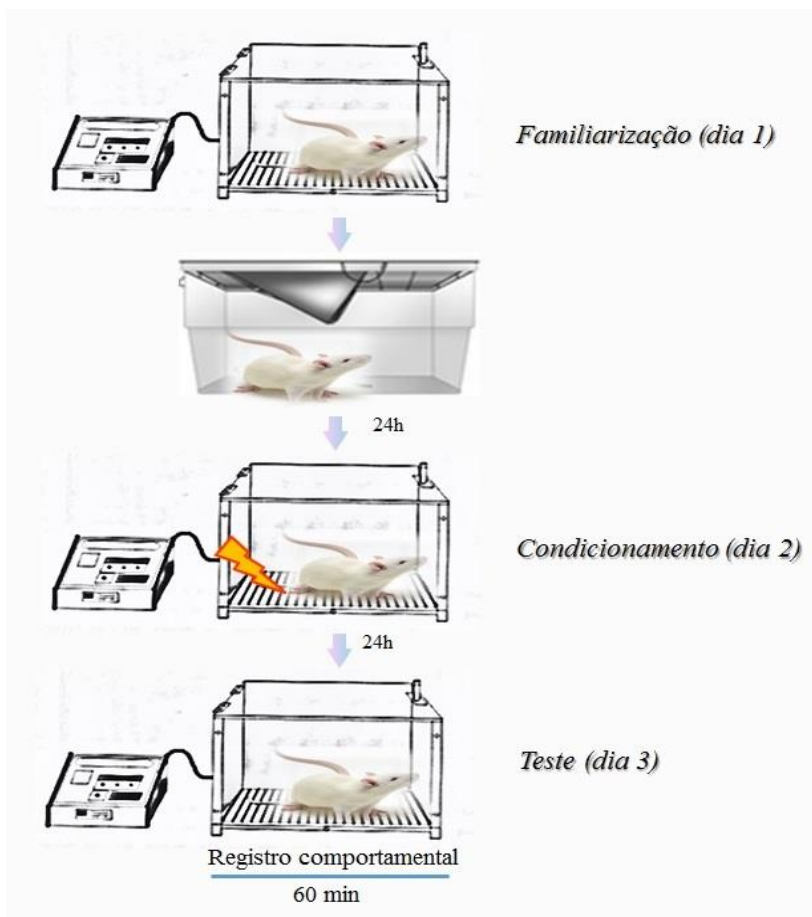 Familiarização (dia 1)
24h
Condicionamento (dia 2)
24h
Teste (dia 3)
Registro comportamental
60 min